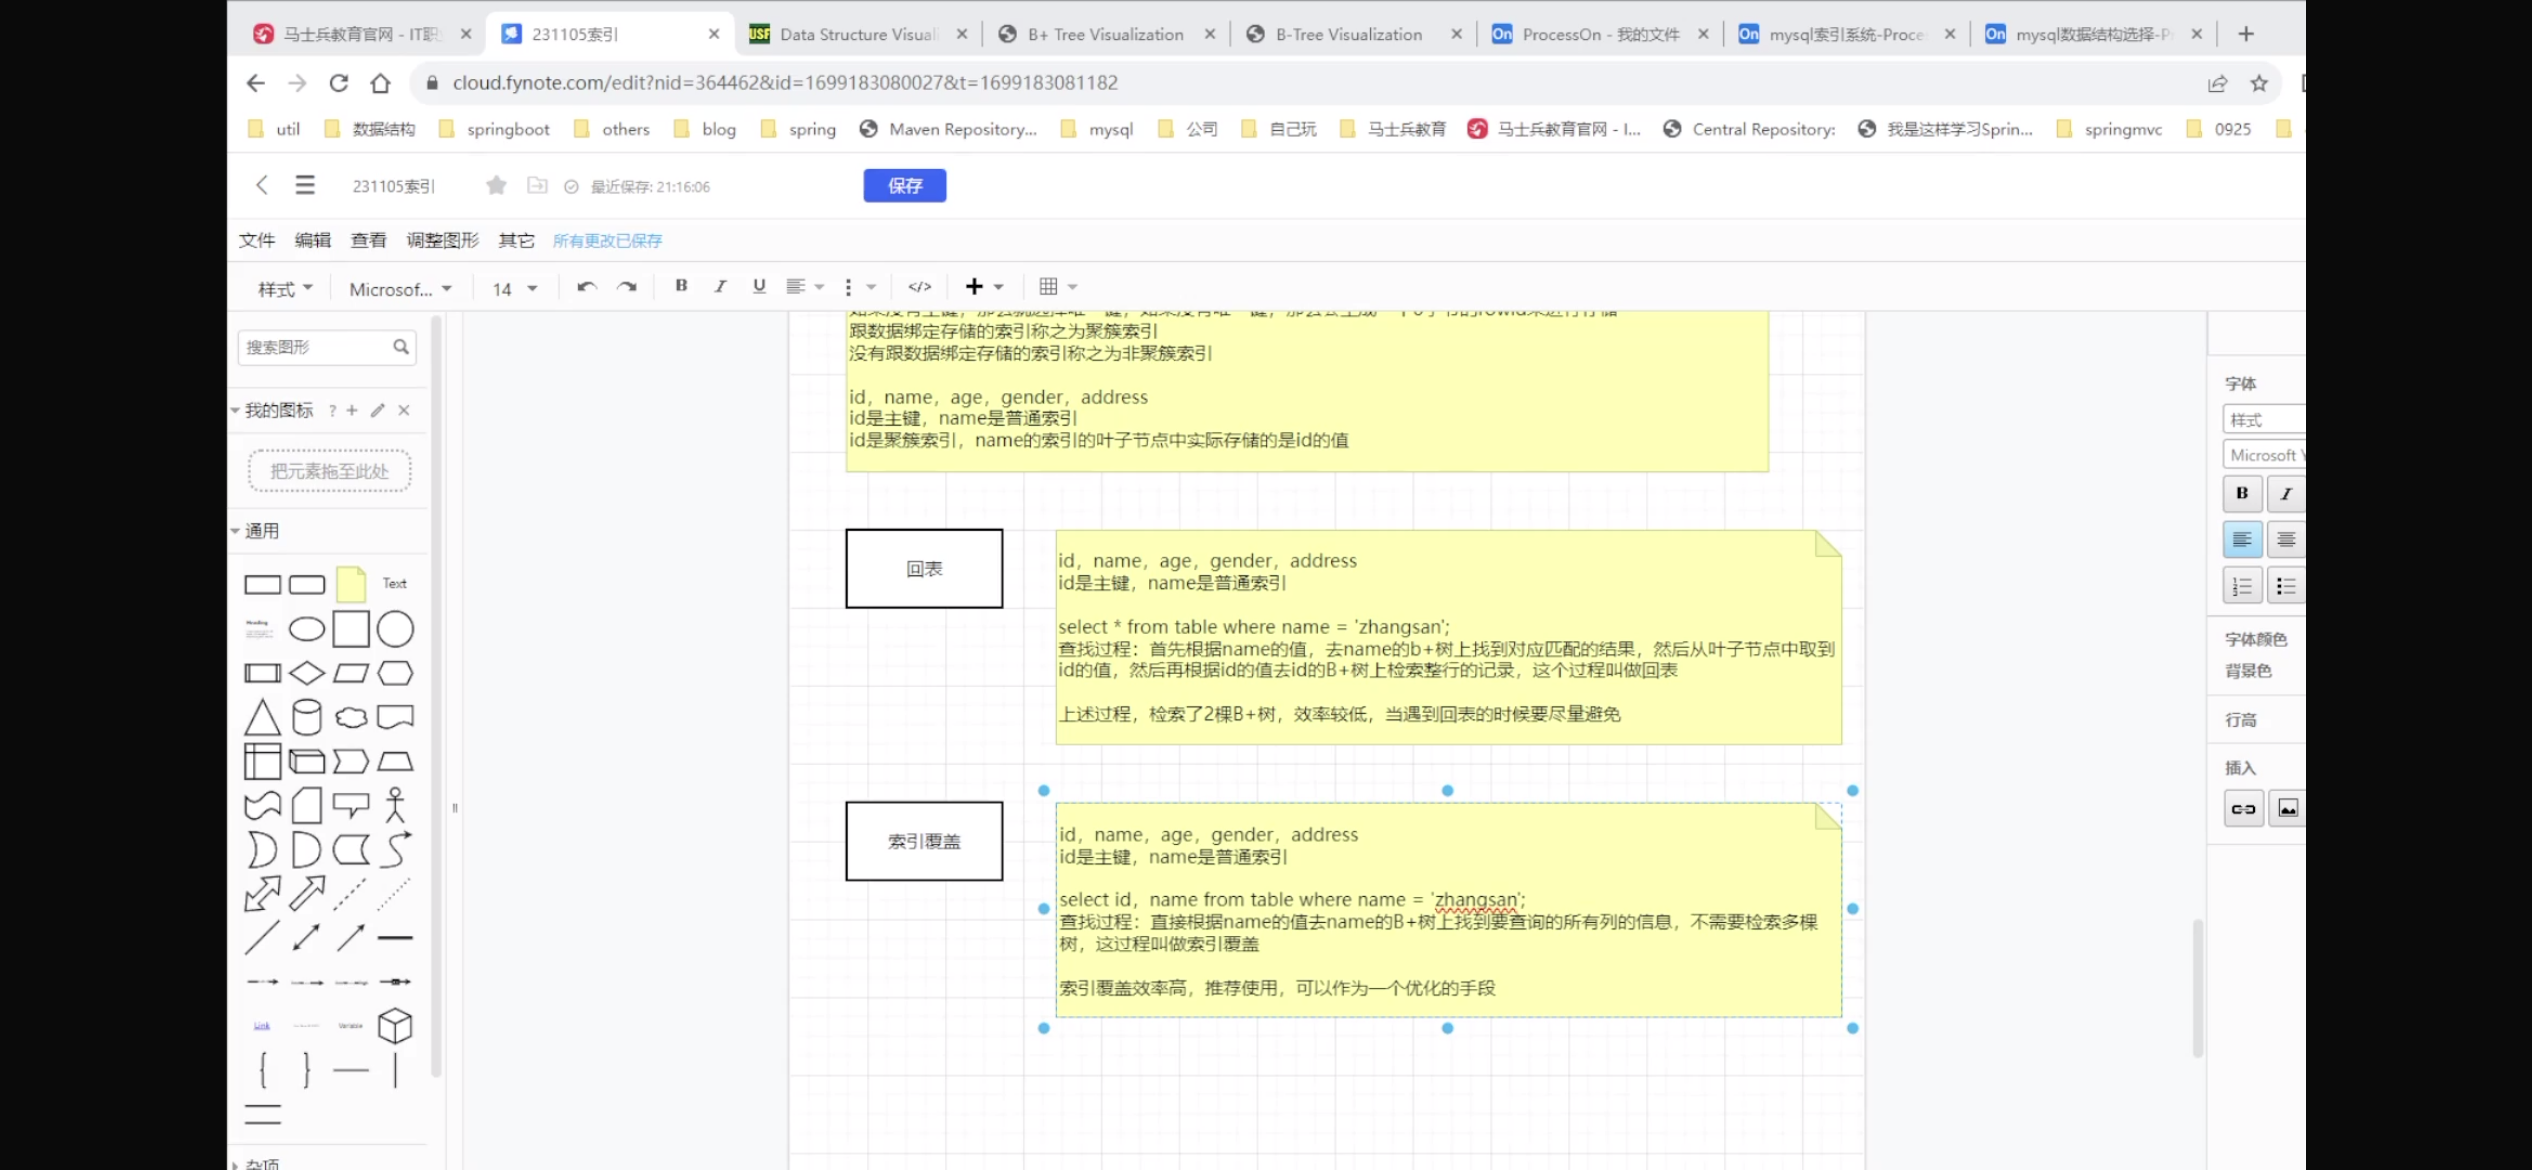 马士兵教育官网 - IT职
231105索引
USF Data Structure Visuali
B+ Tree Visualization
B-Tree Visualization
On ProcessOn - 我的文件
On mysql索引系统-Proce
On mysql数据结构选择-P
cloud.fynote.com/edit?nid=364462&id=1699183080027&t=1699183081182
util 数据结构 springboot others blog spring Maven Repository... mysql 公司 自己玩 马士兵教育 马士兵教育官网 - I... Central Repository: 我是这样学习Sprin... springmvc 0925
231105索引 最近保存: 21:16:06 保存
文件 编辑 查看 调整图形 其它 所有更改已保存
样式 Microsof... 14 B I U </>
搜索图形
我的图标 ?
把元素拖至此处
通用
Text
Heading
Link
Variable
杂项
跟数据绑定存储的索引称之为聚簇索引
没有跟数据绑定存储的索引称之为非聚簇索引
id，name，age，gender，address
id是主键，name是普通索引
id是聚簇索引，name的索引的叶子节点中实际存储的是id的值
回表
id，name，age，gender，address
id是主键，name是普通索引
select * from table where name = 'zhangsan';
查找过程：首先根据name的值，去name的b+树上找到对应匹配的结果，然后从叶子节点中取到
id的值，然后再根据id的值去id的B+树上检索整行的记录，这个过程叫做回表
上述过程，检索了2棵B+树，效率较低，当遇到回表的时候要尽量避免
索引覆盖
id，name，age，gender，address
id是主键，name是普通索引
select id，name from table where name = 'zhangsan';
查找过程：直接根据name的值去name的B+树上找到要查询的所有列的信息，不需要检索多棵
树，这过程叫做索引覆盖
索引覆盖效率高，推荐使用，可以作为一个优化的手段
字体
样式
Microsoft Y
B I
字体颜色
背景色
行高
插入